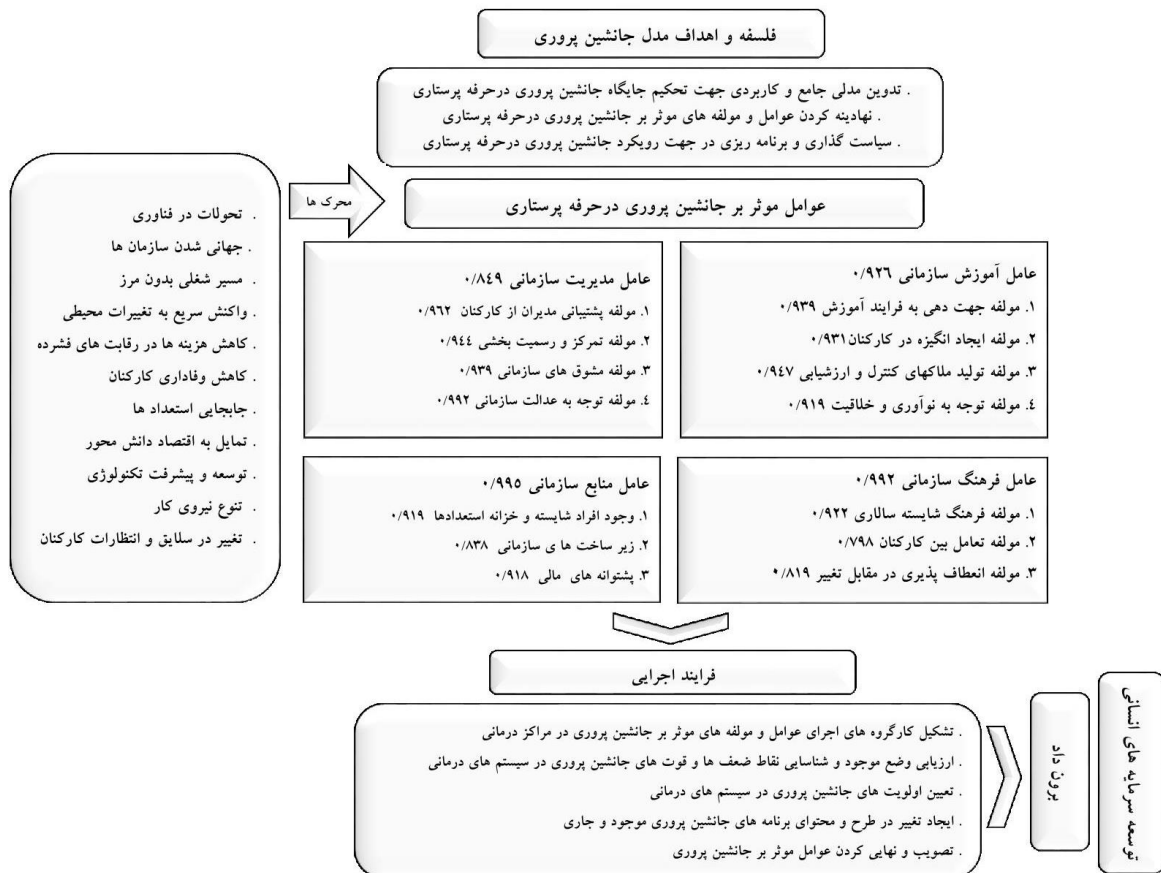 فلسفه و اهداف مدل جانشین پروری
. تدوین مدلی جامع و کاربردی جهت تحکیم جایگاه جانشین پروری درحرفه پرستاری
. نهادینه کردن عوامل و مولفه های موثر بر جانشین پروری درحرفه پرستاری
. سیاست گذاری و برنامه ریزی در جهت رویکرد جانشین پروری درحرفه پرستاری
محرک ها
عوامل موثر بر جانشین پروری درحرفه پرستاری
. تحولات در فناوری
. جهانی شدن سازمان ها
. مسیر شغلی بدون مرز
. واکنش سریع به تغییرات محیطی
. کاهش هزینه ها در رقابت های فشرده
. کاهش وفاداری کارکنان
. جابجایی استعداد ها
. تمایل به اقتصاد دانش محور
. توسعه و پیشرفت تکنولوژی
. تنوع نیروی کار
. تغییر در سلایق و انتظارات کارکنان
عامل آموزش سازمانی ۰/۹۲۶
۱. مولفه جهت دهی به فرایند آموزش ۰/۹۳۹
۲. مولفه ایجاد انگیزه در کارکنان۰/۹۳۱
۳. مولفه تولید ملاکهای کنترل و ارزشیابی ۰/۹۴۷
٤. مولفه توجه به نوآوری و خلاقیت ۰/۹۱۹
عامل مدیریت سازمانی ۰/۸٤۹
۱. مولفه پشتیبانی مدیران از کارکنان ۰/۹۶۲
۲. مولفه تمرکز و رسمیت بخشی ۰/۹٤٤
۳. مولفه مشوق های سازمانی ۰/۹۳۹
٤. مولفه توجه به عدالت سازمانی ۰/۹۹۲
عامل فرهنگ سازمانی ۰/۹۹۲
۱. مولفه فرهنگ شایسته سالاری ۰/۹۲۲
۲. مولفه تعامل بین کارکنان ۰/۷۹۸
۳. مولفه انعطاف پذیری در مقابل تغییر ۰/۸۱۹
عامل منابع سازمانی ۰/۹۹۵
۱. وجود افراد شایسته و خزانه استعدادها ۰/۹۱۹
۲. زیر ساخت ها ی سازمانی ۰/۸۳۸
۳. پشتوانه های مالی ۰/۹۱۸
فرایند اجرایی
. تشکیل کارگروه های اجرای عوامل و مولفه های موثر بر جانشین پروری در مراکز درمانی
. ارزیابی وضع موجود و شناسایی نقاط ضعف ها و قوت های جانشین پروری در سیستم های درمانی
. تعیین اولویت های جانشین پروری در سیستم های درمانی
. ایجاد تغییر در طرح و محتوای برنامه های جانشین پروری موجود و جاری
. تصویب و نهایی کردن عوامل موثر بر جانشین پروری
برون داد
توسعه سرمایه های انسانی